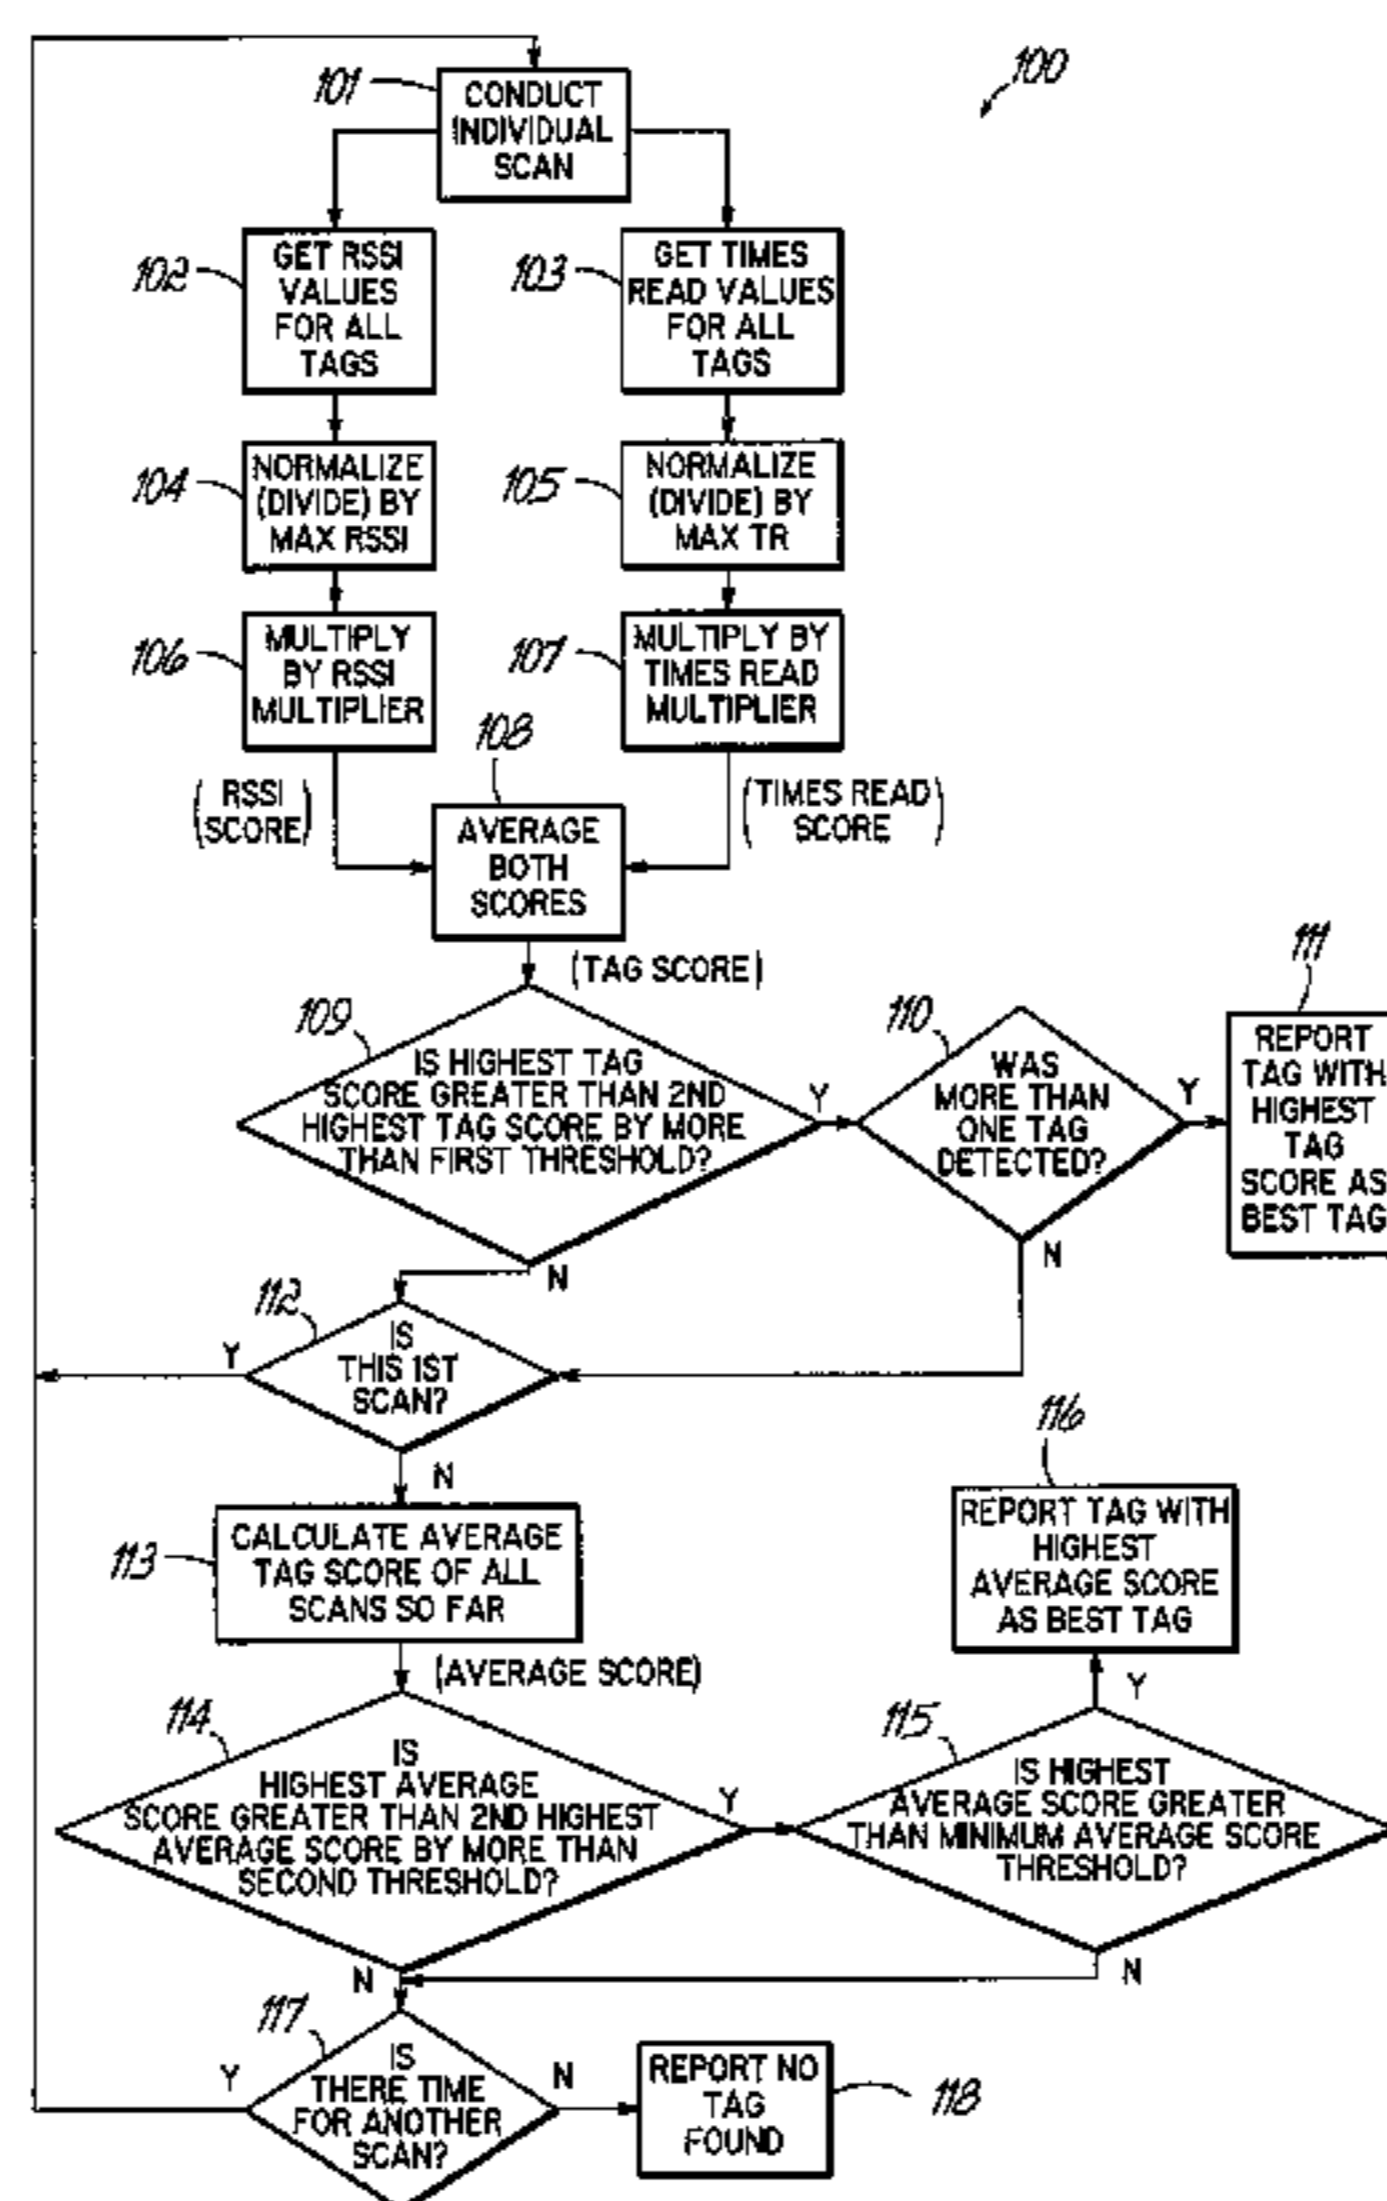 100
101
CONDUCT
INDIVIDUAL
SCAN
102
GET RSSI
VALUES
FOR ALL
TAGS
103
GET TIMES
READ VALUES
FOR ALL
TAGS
104
NORMALIZE
(DIVIDE) BY
MAX RSSI
105
NORMALIZE
(DIVIDE) BY
MAX TR
106
MULTIPLY
BY RSSI
MULTIPLIER
107
MULTIPLY BY
TIMES READ
MULTIPLIER
(RSSI
SCORE)
108
AVERAGE
BOTH
SCORES
(TIMES READ)
SCORE
(TAG SCORE)
109
IS HIGHEST TAG
SCORE GREATER THAN 2ND
HIGHEST TAG SCORE BY MORE
THAN FIRST THRESHOLD?
Y
N
110
WAS
MORE THAN
ONE TAG
DETECTED?
Y
N
111
REPORT
TAG WITH
HIGHEST
TAG
SCORE AS
BEST TAG
112
IS
THIS 1ST
SCAN?
Y
N
113
CALCULATE AVERAGE
TAG SCORE OF ALL
SCANS SO FAR
(AVERAGE SCORE)
114
IS
HIGHEST AVERAGE
SCORE GREATER THAN 2ND HIGHEST
AVERAGE SCORE BY MORE THAN
SECOND THRESHOLD?
Y
N
115
IS HIGHEST
AVERAGE SCORE GREATER
THAN MINIMUM AVERAGE SCORE
THRESHOLD?
Y
N
116
REPORT TAG WITH
HIGHEST
AVERAGE SCORE
AS BEST TAG
117
IS
THERE TIME
FOR ANOTHER
SCAN?
Y
N
REPORT NO
TAG
FOUND
118